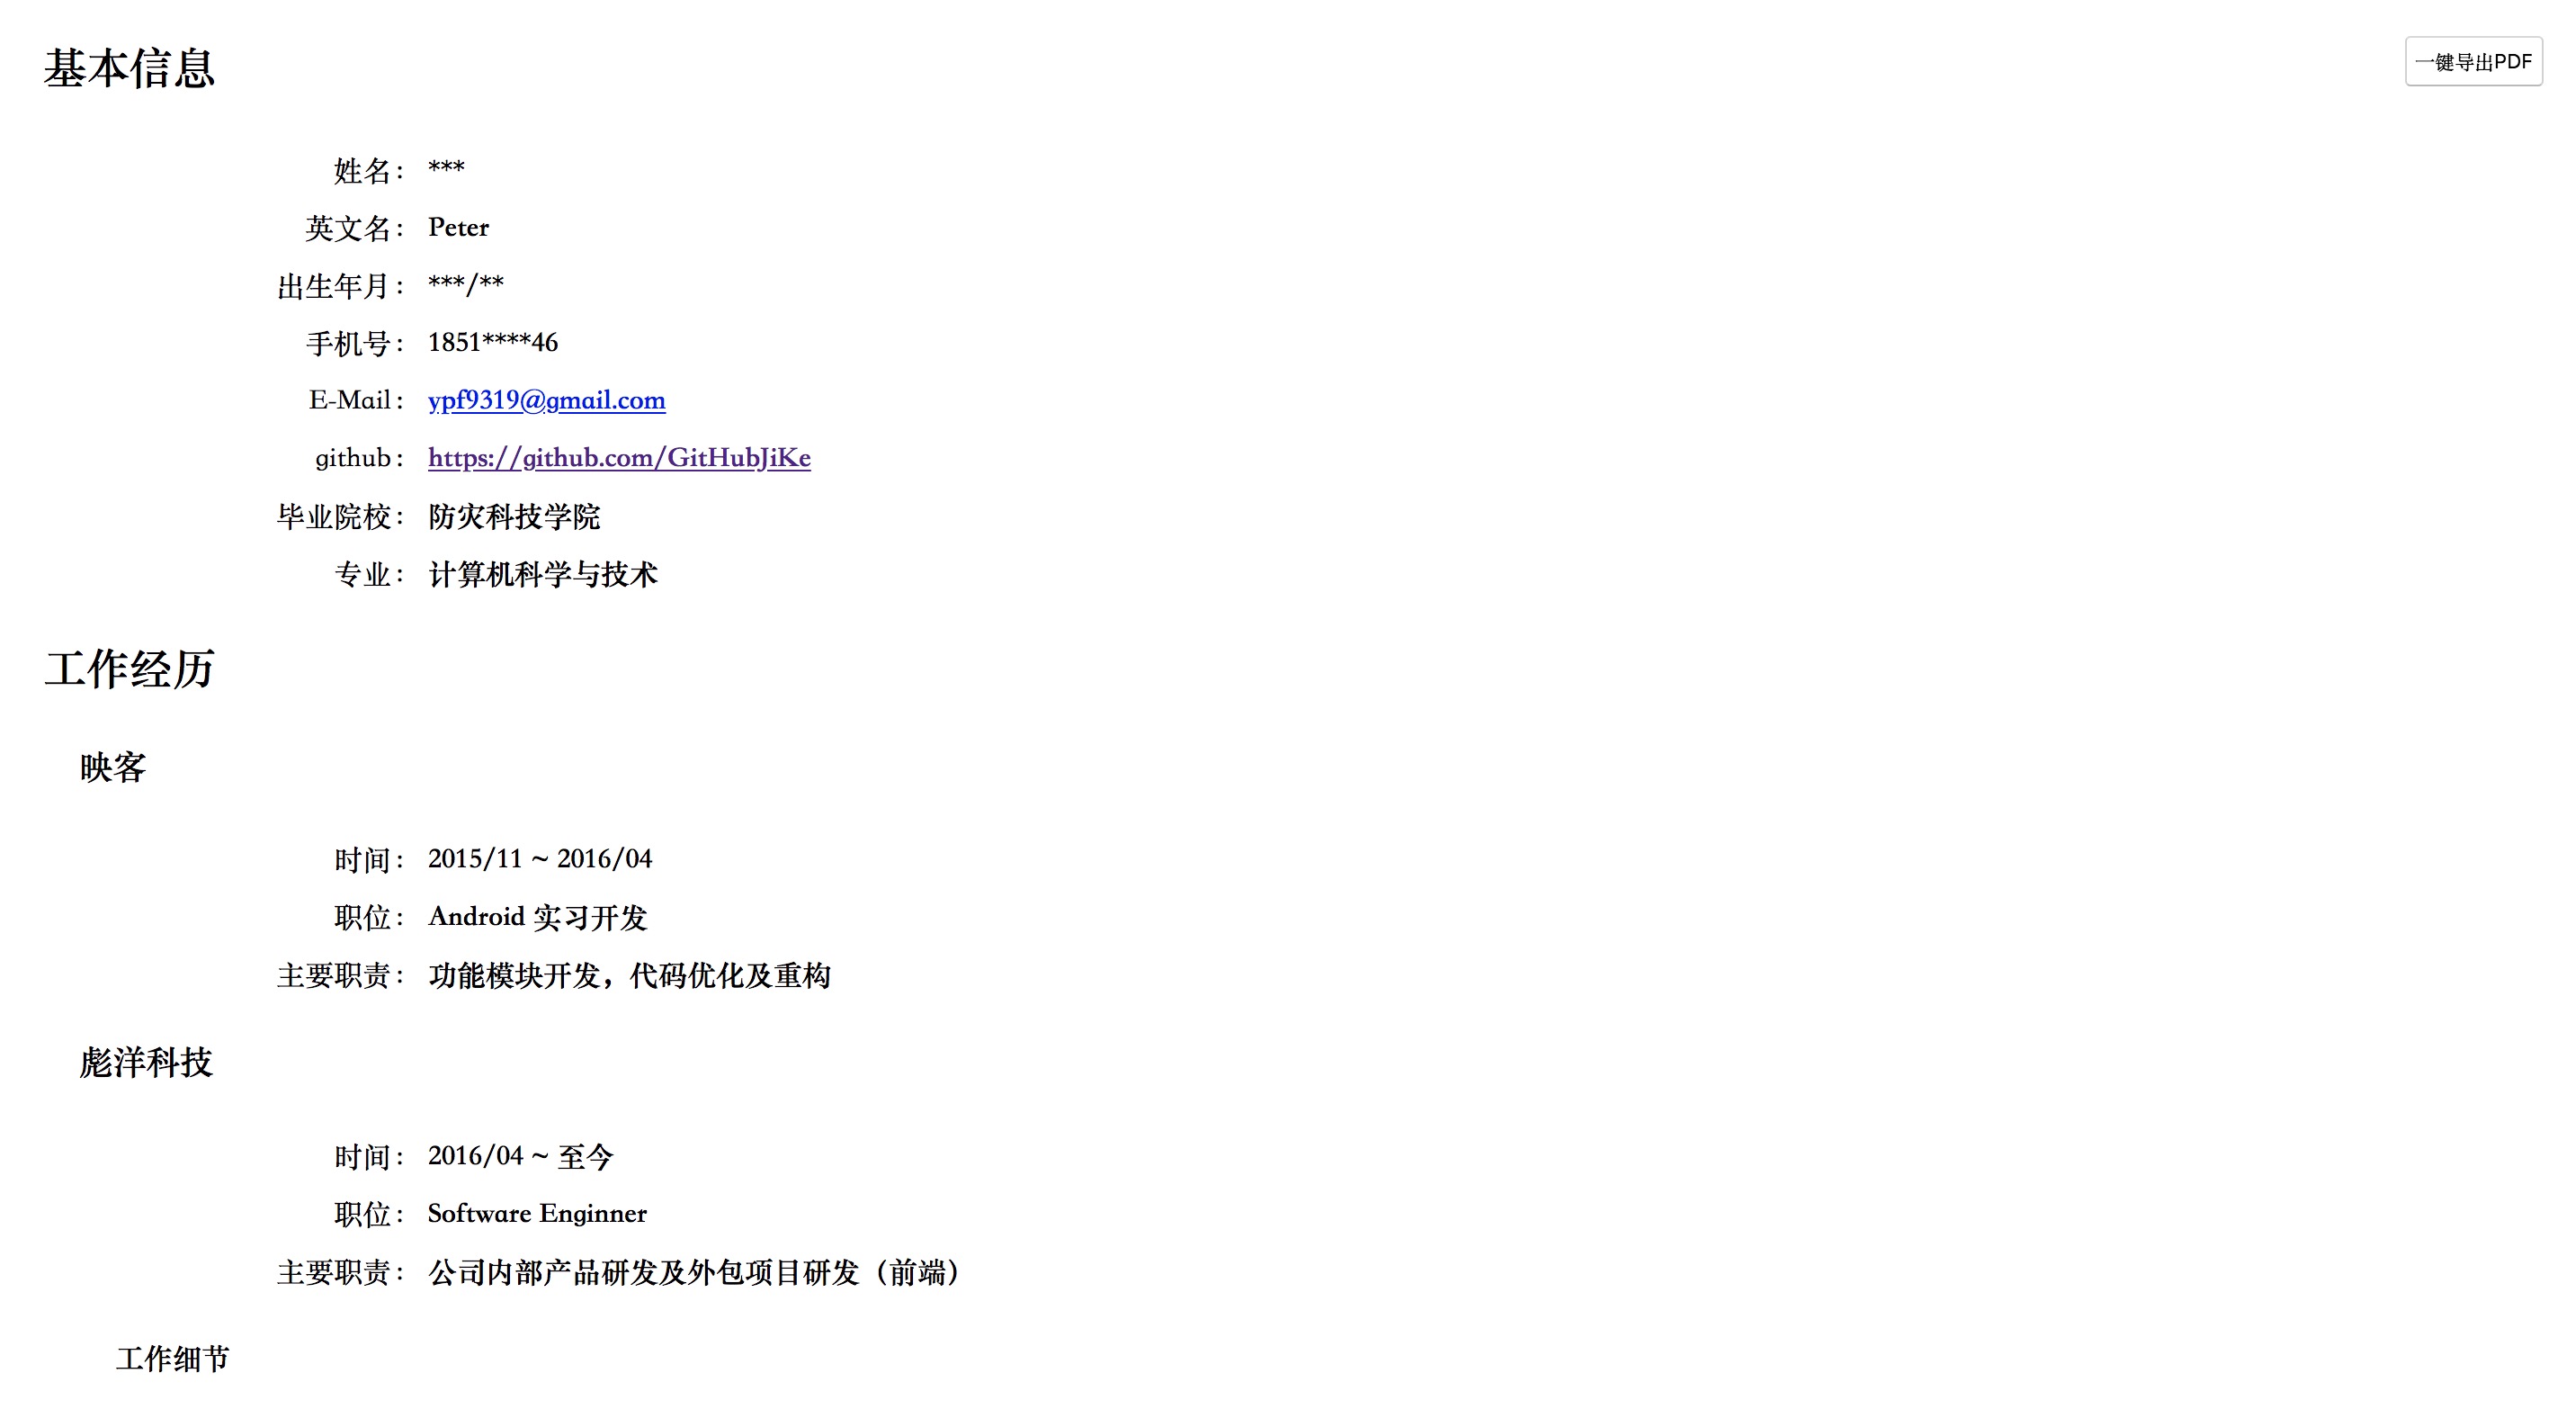 基本信息
一键导出PDF
姓名： ***
英文名： Peter
出生年月： ***/**
手机号： 1851****46
E-Mail： ypf9319@gmail.com
github： https://github.com/GitHubJiKe
毕业院校： 防灾科技学院
专业： 计算机科学与技术
工作经历
映客
时间： 2015/11 ~ 2016/04
职位： Android 实习开发
主要职责： 功能模块开发，代码优化及重构
彪洋科技
时间： 2016/04 ~ 至今
职位： Software Enginner
主要职责： 公司内部产品研发及外包项目研发（前端）
工作细节